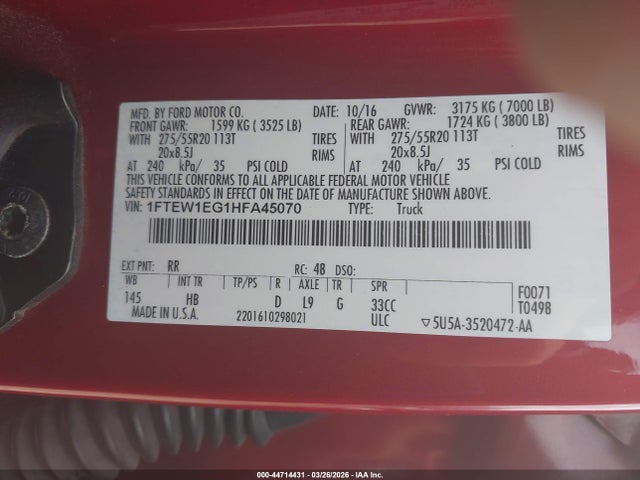 MFD. BY FORD MOTOR CO. DATE: 10/16 GVWR: 3175 KG (7000 LB)
FRONT GAWR: 1599 KG (3525 LB) REAR GAWR: 1724 KG (3800 LB)
WITH 275/55R20 113T TIRES WITH 275/55R20 113T TIRES
20x8.5J RIMS 20x8.5J RIMS
AT 240 kPa/ 35 PSI COLD AT 240 kPa/ 35 PSI COLD
THIS VEHICLE CONFORMS TO ALL APPLICABLE FEDERAL MOTOR VEHICLE
SAFETY STANDARDS IN EFFECT ON THE DATE OF MANUFACTURE SHOWN ABOVE.
VIN: 1FTEW1EG1HFA45070 TYPE: Truck
EXT PNT: RR RC: 48 DSO:
WB INT TR TP/PS R AXLE TR SPR F0071
145 HB D L9 G 33CC T0498
MADE IN U.S.A. 2201610298021 ULC ▽5U5A-3520472-AA
000-44714431 | 03/26/2026 | IAA Inc.